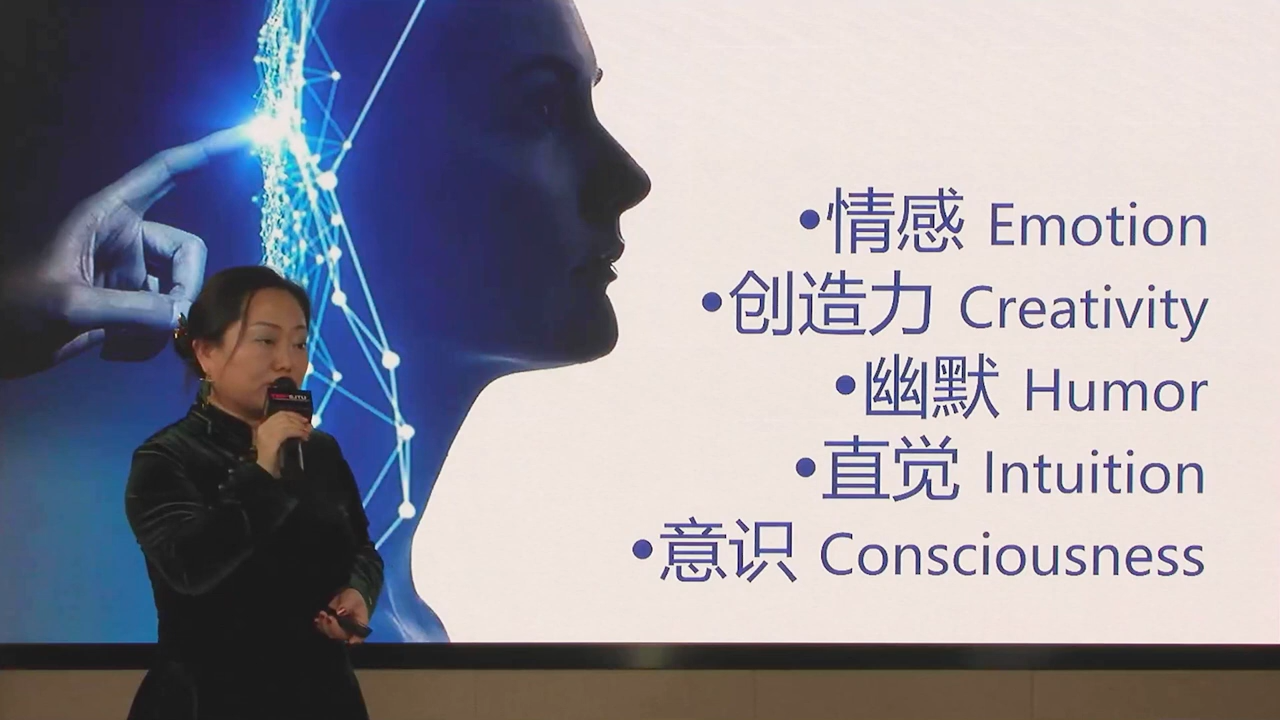 •情感 Emotion
•创造力 Creativity
•幽默 Humor
•直觉 Intuition
•意识 Consciousness